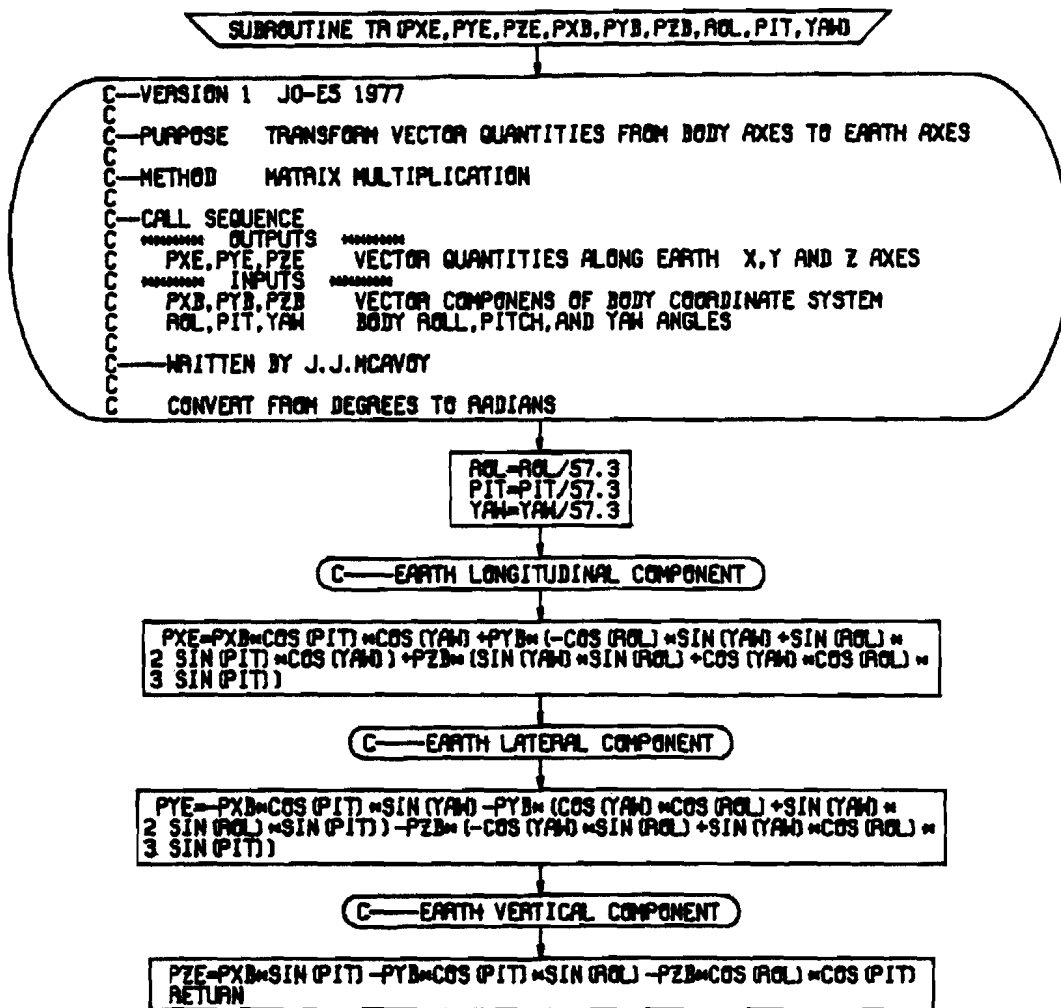 SUBROUTINE TR(PXE,PYE,PZE,PXB,PYB,PZB,ROL,PIT,YAW)
C—VERSION 1 JO-E5 1977
C
C—PURPOSE TRANSFORM VECTOR QUANTITIES FROM BODY AXES TO EARTH AXES
C
C—METHOD MATRIX MULTIPLICATION
C
C—CALL SEQUENCE
C ******* OUTPUTS *******
C PXE,PYE,PZE VECTOR QUANTITIES ALONG EARTH X,Y AND Z AXES
C ******* INPUTS *******
C PXB,PYB,PZB VECTOR COMPONENS OF BODY COORDINATE SYSTEM
C ROL,PIT,YAW BODY ROLL,PITCH,AND YAW ANGLES
C
C——WRITTEN BY J.J.MCAVOY
C
C CONVERT FROM DEGREES TO RADIANS
ROL=ROL/57.3
PIT=PIT/57.3
YAW=YAW/57.3
C——EARTH LONGITUDINAL COMPONENT
PXE=PXB*COS(PIT)*COS(YAW)+PYB*(-COS(ROL)*SIN(YAW)+SIN(ROL)*
2 SIN(PIT)*COS(YAW))+PZB*(SIN(YAW)*SIN(ROL)+COS(YAW)*COS(ROL)*
3 SIN(PIT))
C——EARTH LATERAL COMPONENT
PYE=-PXB*COS(PIT)*SIN(YAW)-PYB*(COS(YAW)*COS(ROL)+SIN(YAW)*
2 SIN(ROL)*SIN(PIT))-PZB*(-COS(YAW)*SIN(ROL)+SIN(YAW)*COS(ROL)*
3 SIN(PIT))
C——EARTH VERTICAL COMPONENT
PZE=PXB*SIN(PIT)-PYB*COS(PIT)*SIN(ROL)-PZB*COS(ROL)*COS(PIT)
RETURN